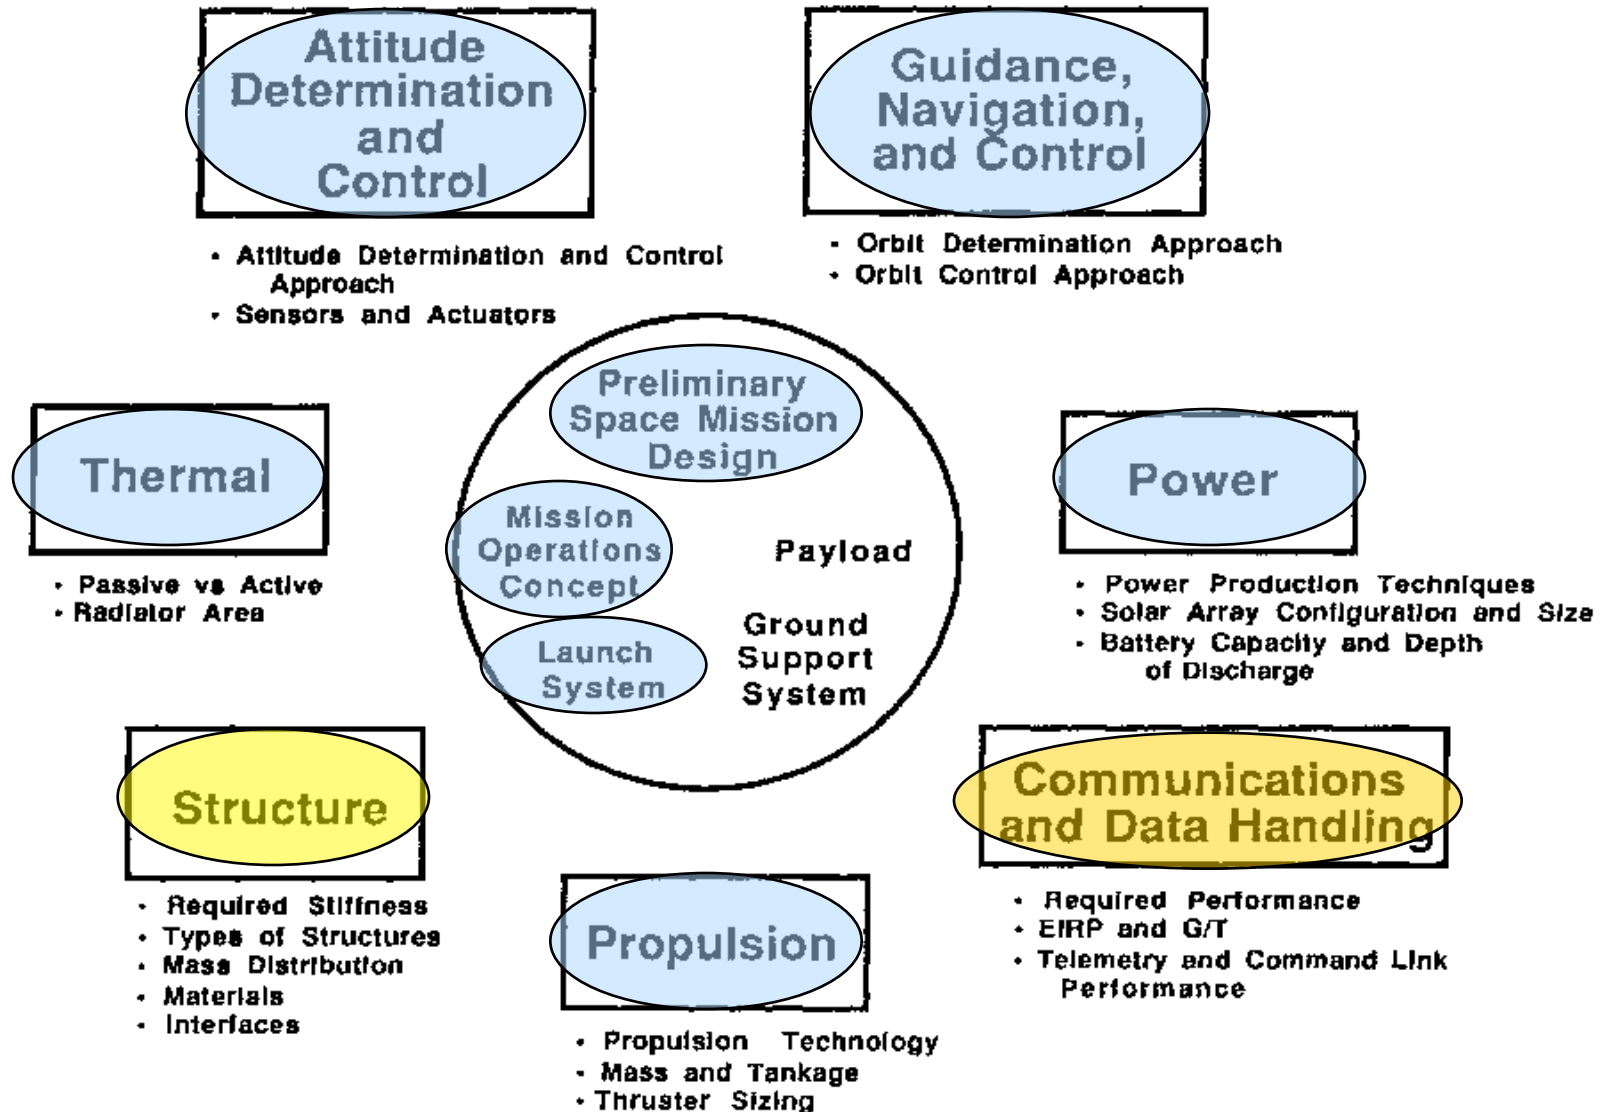 Attitude
Determination
and
Control
• Attitude Determination and Control
Approach
• Sensors and Actuators
Guidance,
Navigation,
and Control
• Orbit Determination Approach
• Orbit Control Approach
Thermal
• Passive vs Active
• Radiator Area
Preliminary
Space Mission
Design
Mission
Operations
Concept
Launch
System
Payload
Ground
Support
System
Power
• Power Production Techniques
• Solar Array Configuration and Size
• Battery Capacity and Depth
of Discharge
Structure
• Required Stiffness
• Types of Structures
• Mass Distribution
• Materials
• Interfaces
Propulsion
• Propulsion Technology
• Mass and Tankage
• Thruster Sizing
Communications
and Data Handling
• Required Performance
• EIRP and G/T
• Telemetry and Command Link
Performance